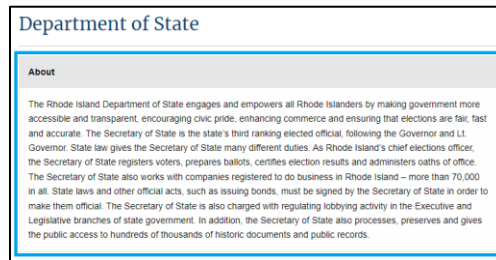 Department of State
About
The Rhode Island Department of State engages and empowers all Rhode Islanders by making government more
accessible and transparent, encouraging civic pride, enhancing commerce and ensuring that elections are fair, fast
and accurate. The Secretary of State is the state's third ranking elected official, following the Governor and Lt.
Governor. State law gives the Secretary of State many different duties. As Rhode Island's chief elections officer,
the Secretary of State registers voters, prepares ballots, certifies election results and administers oaths of office.
The Secretary of State also works with companies registered to do business in Rhode Island – more than 70,000
in all. State laws and other official acts, such as issuing bonds, must be signed by the Secretary of State in order to
make them official. The Secretary of State is also charged with regulating lobbying activity in the Executive and
Legislative branches of state government. In addition, the Secretary of State also processes, preserves and gives
the public access to hundreds of thousands of historic documents and public records.